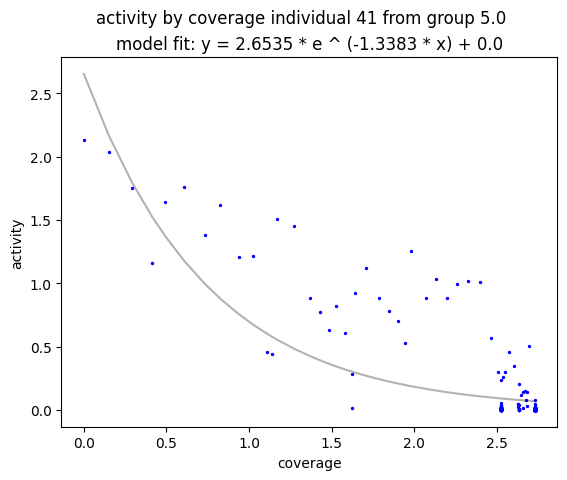 activity by coverage individual 41 from group 5.0
model fit: y = 2.6535 * e ^ (-1.3383 * x) + 0.0
2.5
2.0
1.5
1.0
0.5
0.0
activity
0.0 0.5 1.0 1.5 2.0 2.5
coverage